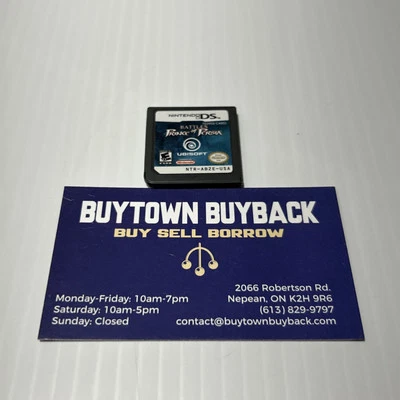 NINTENDO DS
BATTLES
OF
Prince of Persia
UBISOFT
E
NTR-ABZE-USA
BUYTOWN BUYBACK
BUY SELL BORROW
Monday-Friday: 10am-7pm
Saturday: 10am-5pm
Sunday: Closed
2066 Robertson Rd.
Nepean, ON K2H 9R6
(613) 829-9797
contact@buytownbuyback.com